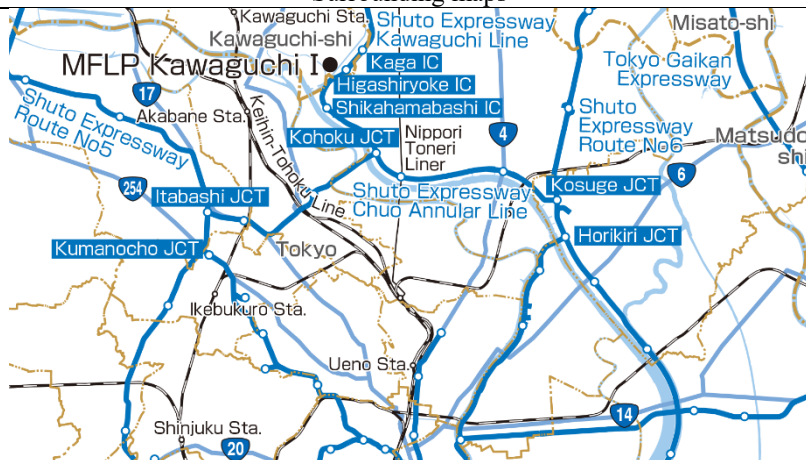 Surrounding maps
Kawaguchi Sta.
Kawaguchi-shi
Shuto Expressway
Kawaguchi Line
Misato-shi
MFLP Kawaguchi I
Kaga IC
Higashiryoke IC
Shikahamabashi IC
Tokyo Gaikan
Expressway
17
Akabane Sta.
Shuto Expressway
Route No5
Keihin-Tohoku Line
Kohoku JCT
Nippori
Toneri
Liner
4
Shuto
Expressway
Route No6
Matsudo
shi
6
254
Itabashi JCT
Shuto Expressway
Chuo Annular Line
Kosuge JCT
Horikiri JCT
Kumanocho JCT
Tokyo
Ikebukuro Sta.
Ueno Sta.
Shinjuku Sta.
20
14